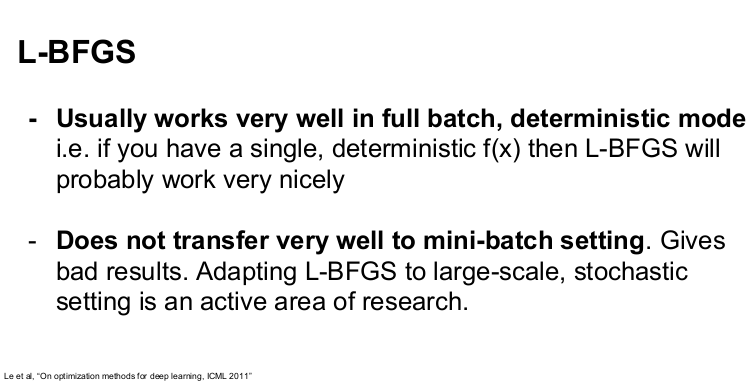 L-BFGS
- Usually works very well in full batch, deterministic mode
i.e. if you have a single, deterministic f(x) then L-BFGS will
probably work very nicely
- Does not transfer very well to mini-batch setting. Gives
bad results. Adapting L-BFGS to large-scale, stochastic
setting is an active area of research.
Le et al, “On optimization methods for deep learning, ICML 2011”